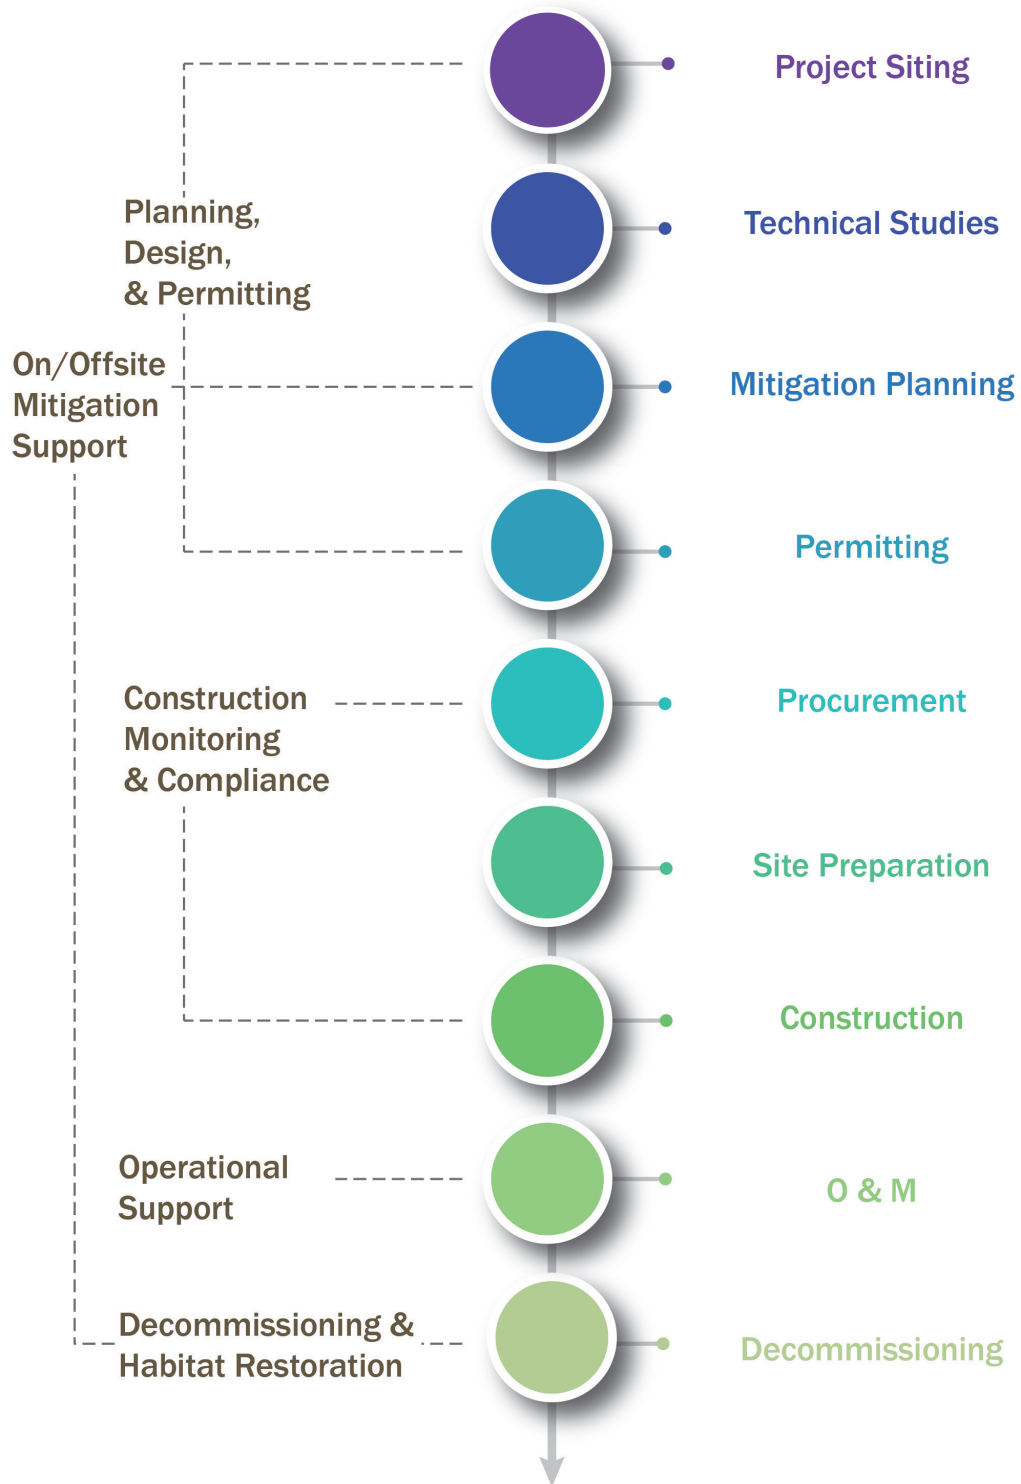 Project Siting
Planning,
Design,
& Permitting
Technical Studies
On/Offsite
Mitigation
Support
Mitigation Planning
Permitting
Construction
Monitoring
& Compliance
Procurement
Site Preparation
Construction
Operational
Support
O & M
Decommissioning &
Habitat Restoration
Decommissioning